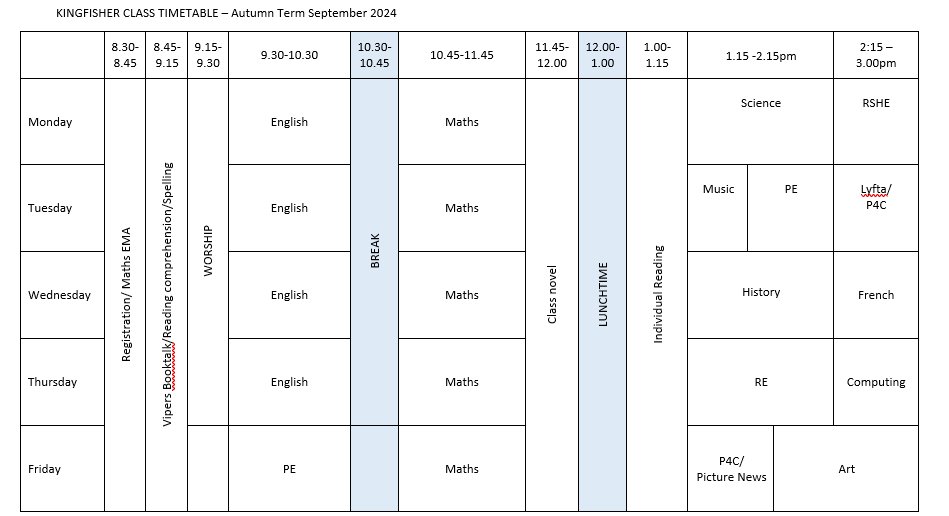 KINGFISHER CLASS TIMETABLE – Autumn Term September 2024
8.30-
8.45
8.45-
9.15
9.15-
9.30
9.30-10.30
10.30-
10.45
10.45-11.45
11.45-
12.00
12.00-
1.00
1.00-
1.15
1.15 -2.15pm
2:15 –
3.00pm
Monday
Registration/ Maths EMA
Vipers Booktalk/Reading comprehension/Spelling
WORSHIP
English
BREAK
Maths
Class novel
LUNCHTIME
Individual Reading
Science
RSHE
Tuesday
English
Maths
Music
PE
Lyfta/
P4C
Wednesday
English
Maths
History
French
Thursday
English
Maths
RE
Computing
Friday
PE
Maths
P4C/
Picture News
Art